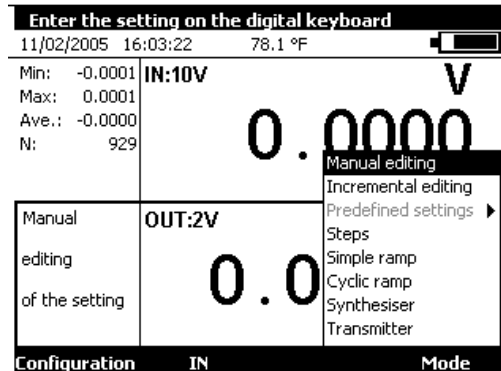 Enter the setting on the digital keyboard
11/02/2005 16:03:22 78.1 °F
Min: -0.0001
Max: 0.0001
Ave.: -0.0000
N: 929
IN:10V
V
0.0000
Manual
editing
of the setting
OUT:2V
0.0
Manual editing
Incremental editing
Predefined settings
Steps
Simple ramp
Cyclic ramp
Synthesiser
Transmitter
Configuration IN Mode